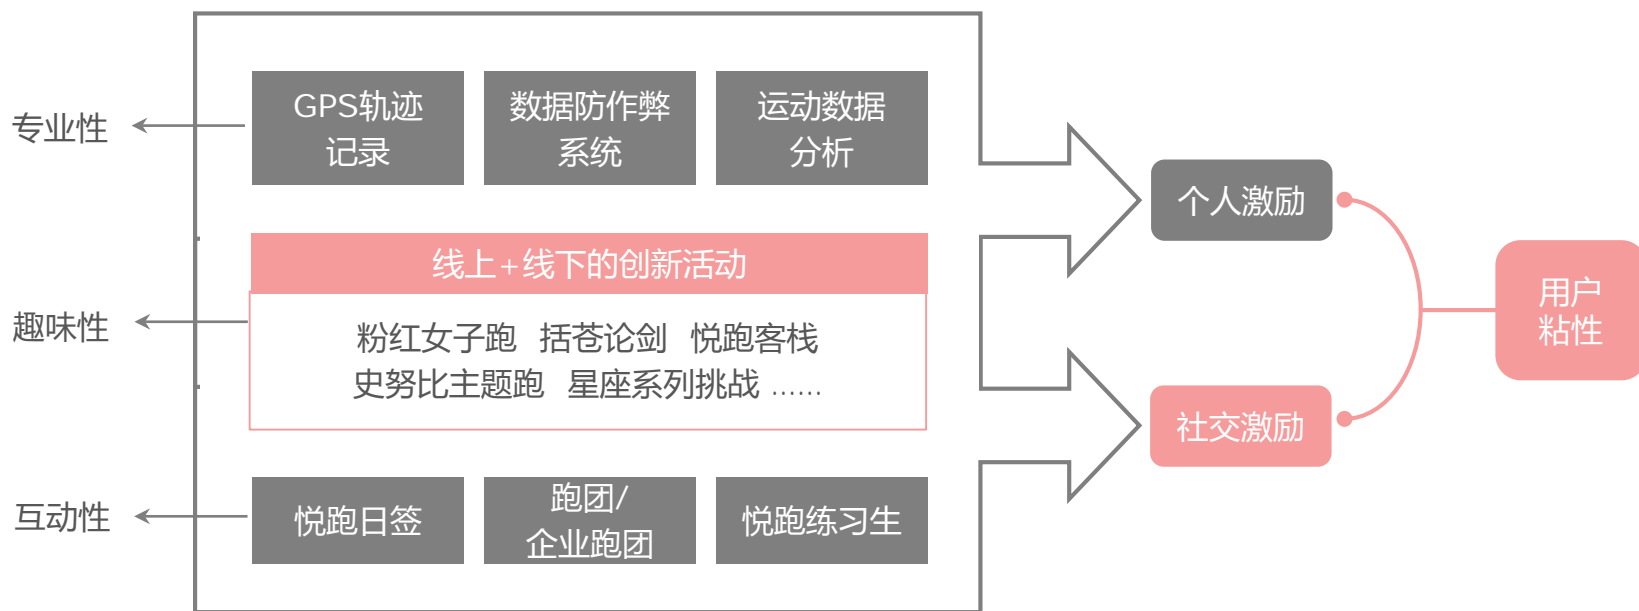 专业性
GPS轨迹
记录
数据防作弊
系统
运动数据
分析
趣味性
线上+线下的创新活动
粉红女子跑 括苍论剑 悦跑客栈
史努比主题跑 星座系列挑战 ......
互动性
悦跑日签
跑团/
企业跑团
悦跑练习生
个人激励
社交激励
用户
粘性